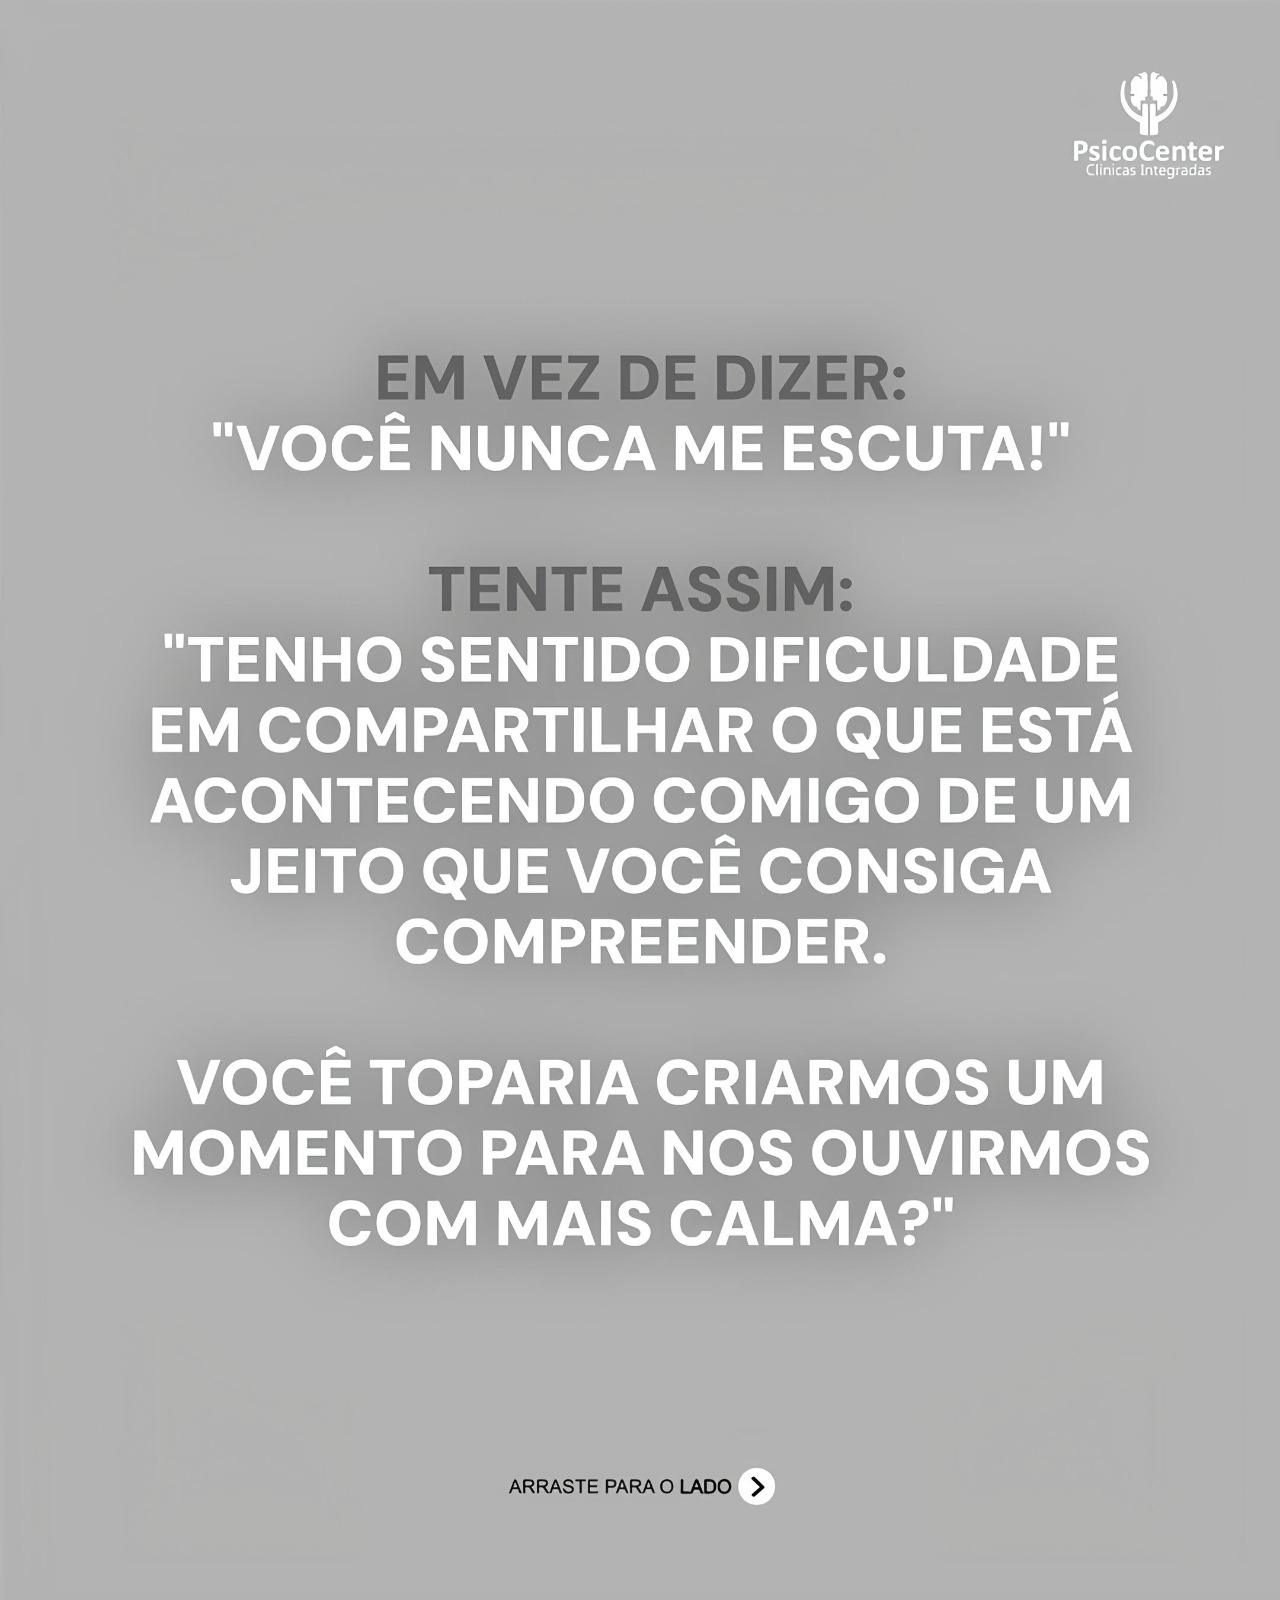 PsicoCenter
Clínicas Integradas
EM VEZ DE DIZER:
"VOCÊ NUNCA ME ESCUTA!"
TENTE ASSIM:
"TENHO SENTIDO DIFICULDADE
EM COMPARTILHAR O QUE ESTÁ
ACONTECENDO COMIGO DE UM
JEITO QUE VOCÊ CONSIGA
COMPREENDER.
VOCÊ TOPARIA CRIARMOS UM
MOMENTO PARA NOS OUVIRMOS
COM MAIS CALMA?"
ARRASTE PARA O LADO